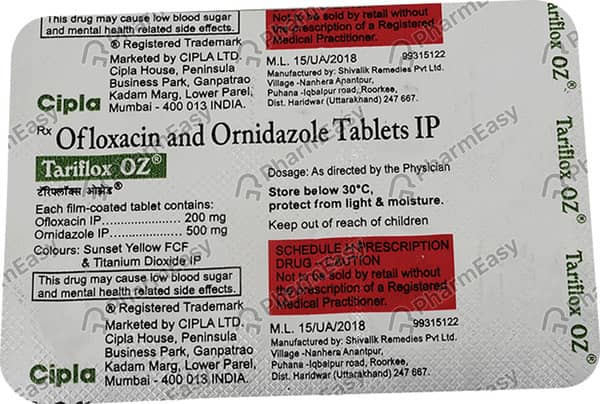 This drug may cause low blood sugar
and mental health related side effects.
® Registered Trademark
Marketed by CIPLA LTD.
Cipla House, Peninsula
Business Park, Ganpatrao
Kadam Marg, Lower Parel,
Mumbai - 400 013 INDIA.
Cipla
Not to be sold by retail without
the prescription of a Registered
Medical Practitioner.
M.L. 15/UA/2018 99315122
Manufactured by: Shivalik Remedies Pvt Ltd.
Village -Nanhera Anantpur,
Puhana -Iqbalpur road, Roorkee,
Dist. Haridwar (Uttarakhand) 247 667.
Rx Ofloxacin and Ornidazole Tablets IP
Tariflox OZ®
टॅरिफ्लॉक्स ओझेड®
Each film-coated tablet contains:
Ofloxacin IP..................... 200 mg
Ornidazole IP................... 500 mg
Colours: Sunset Yellow FCF
& Titanium Dioxide IP
This drug may cause low blood sugar
and mental health related side effects.
® Registered Trademark
Marketed by CIPLA LTD.
Cipla House, Peninsula
Business Park, Ganpatrao
Kadam Marg, Lower Parel,
Mumbai - 400 013 INDIA.
Cipla
Dosage: As directed by the Physician
Store below 30°C,
protect from light & moisture.
Keep out of reach of children
SCHEDULE H PRESCRIPTION
DRUG - CAUTION
Not to be sold by retail without
the prescription of a Registered
Medical Practitioner.
M.L. 15/UA/2018 99315122
Manufactured by: Shivalik Remedies Pvt Ltd.
Village -Nanhera Anantpur,
Puhana -Iqbalpur road, Roorkee,
Dist. Haridwar (Uttarakhand) 247 667.
Tariflox OZ®
Tariflox OZ®
Tariflox OZ®
PharmEasy